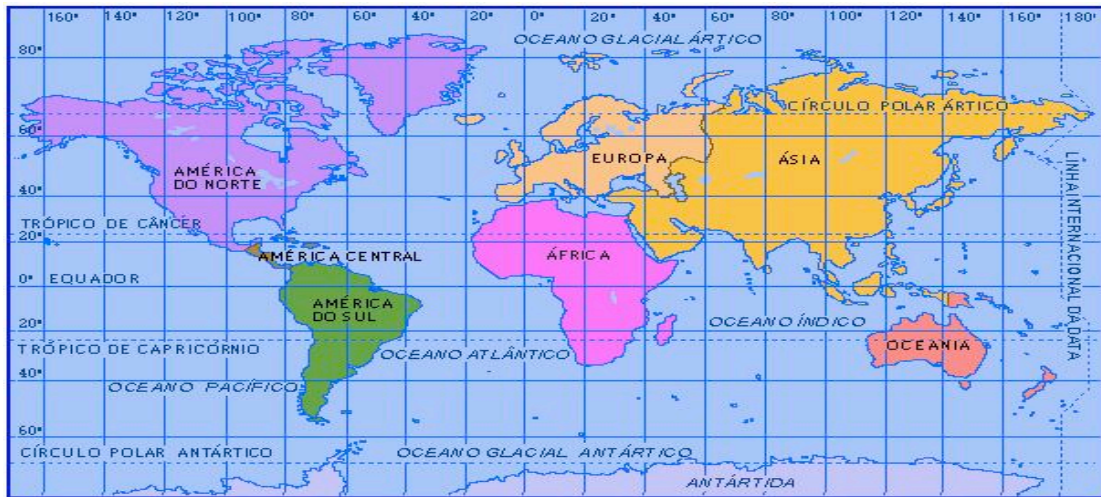 160° 140° 120° 100° 80° 60° 40° 20° 0° 20° 40° 60° 80° 100° 120° 140° 160° 180°
OCEANO GLACIAL ÁRTICO
80°
CÍRCULO POLAR ÁRTICO
60°
EUROPA
ÁSIA
AMÉRICA
DO NORTE
LINHA INTERNACIONAL DA DATA
40°
TRÓPICO DE CÂNCER
20°
AMÉRICA CENTRAL
ÁFRICA
0° EQUADOR
AMÉRICA
DO SUL
20°
OCEANO ÍNDICO
TRÓPICO DE CAPRICÓRNIO
OCEANO ATLÂNTICO
OCEANIA
40°
OCEANO PACÍFICO
60°
CÍRCULO POLAR ANTÁRTICO
OCEANO GLACIAL ANTÁRTICO
ANTÁRTIDA